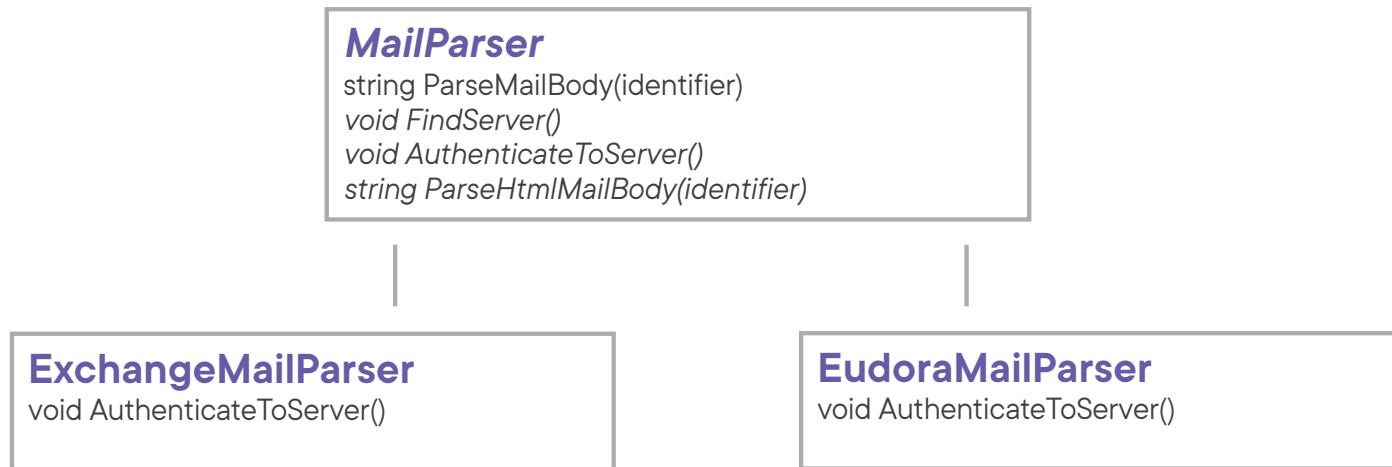 MailParser
string ParseMailBody(identifier)
void FindServer()
void AuthenticateToServer()
string ParseHtmlMailBody(identifier)
ExchangeMailParser
void AuthenticateToServer()
EudoraMailParser
void AuthenticateToServer()